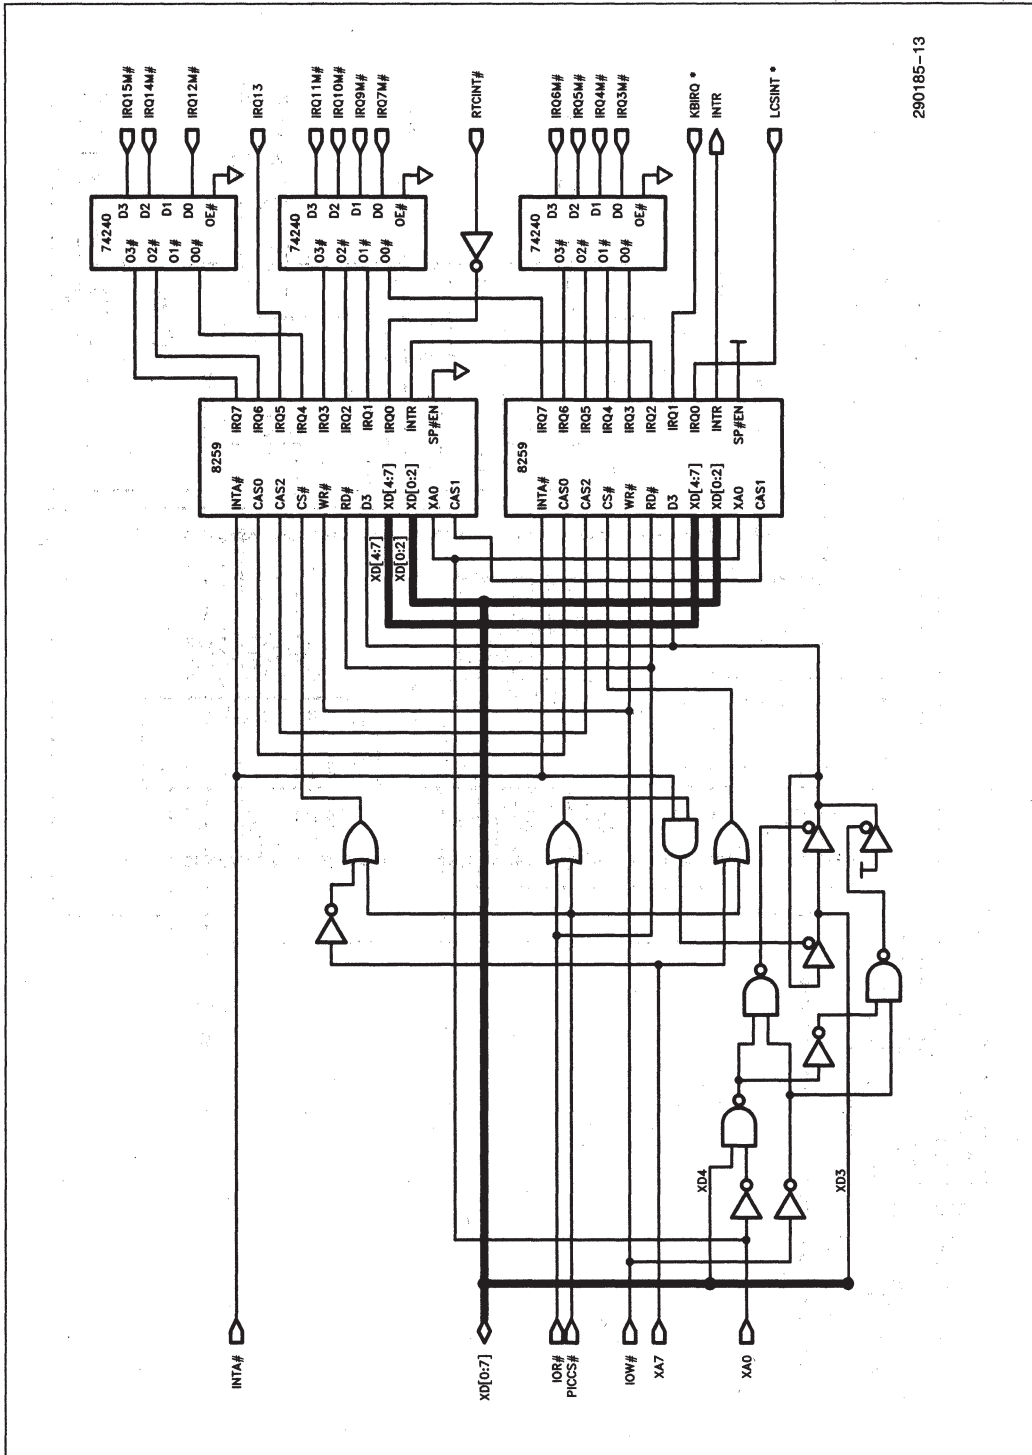 IRQ15M#
IRQ14M#
IRQ12M#
IRQ13
IRQ11M#
IRQ10M#
IRQ9M#
IRQ7M#
RTCINT#
IRQ6M#
IRQ5M#
IRQ4M#
IRQ3M#
KBIRQ *
INTR
LCSINT *
290185-13
74240
D3
D2
D1
D0
OE#
O3#
O2#
O1#
O0#
74240
D3
D2
D1
D0
OE#
O3#
O2#
O1#
O0#
74240
D3
D2
D1
D0
OE#
O3#
O2#
O1#
O0#
8259
IRQ7
IRQ6
IRQ5
IRQ4
IRQ3
IRQ2
IRQ1
IRQ0
INTR
SP#EN
INTA#
CAS0
CAS2
CS#
WR#
RD#
D3
XD[4:7]
XD[0:2]
XA0
CAS1
8259
IRQ7
IRQ6
IRQ5
IRQ4
IRQ3
IRQ2
IRQ1
IRQ0
INTR
SP#EN
INTA#
CAS0
CAS2
CS#
WR#
RD#
D3
XD[4:7]
XD[0:2]
XA0
CAS1
XD[4:7]
XD[0:2]
XD4
XD3
INTA#
XD[0:7]
IOR#
PICCS#
IOW#
XA7
XA0